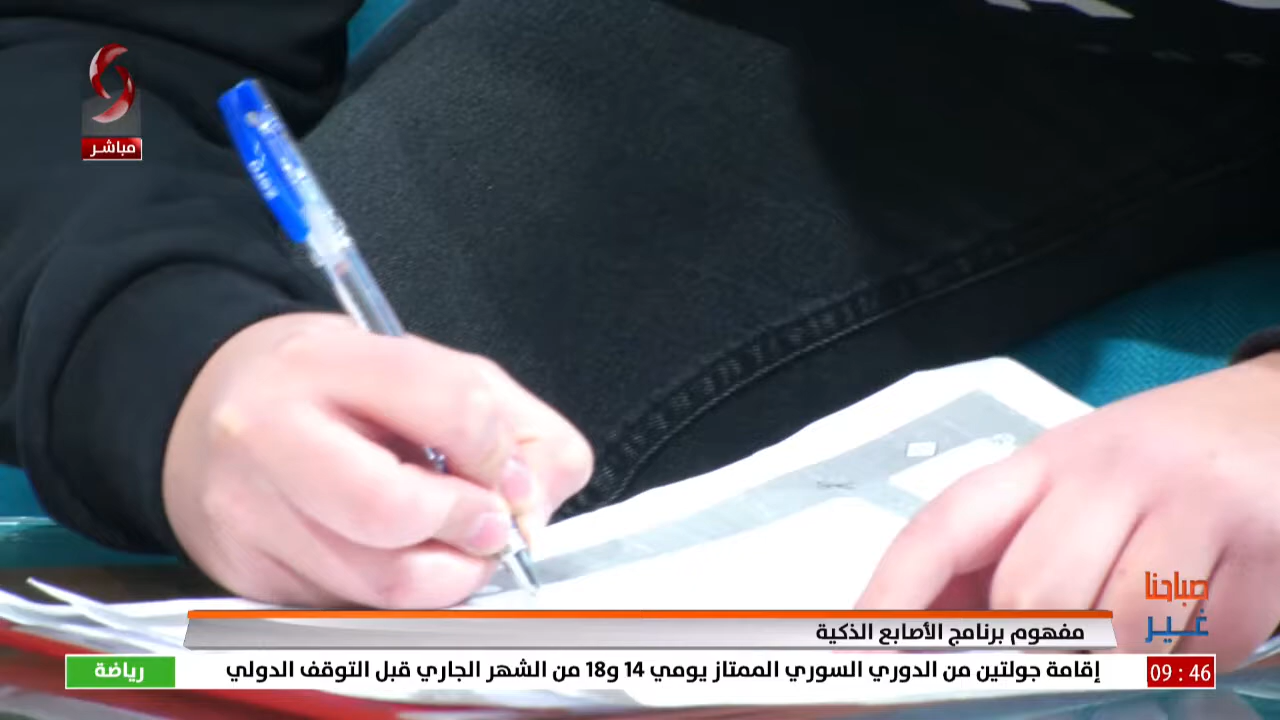 مباشر
صباحنا
غير
مفهوم برنامج الأصابع الذكية
رياضة
إقامة جولتين من الدوري السوري الممتاز يومي 14 و18 من الشهر الجاري قبل التوقف الدولي
09 : 46